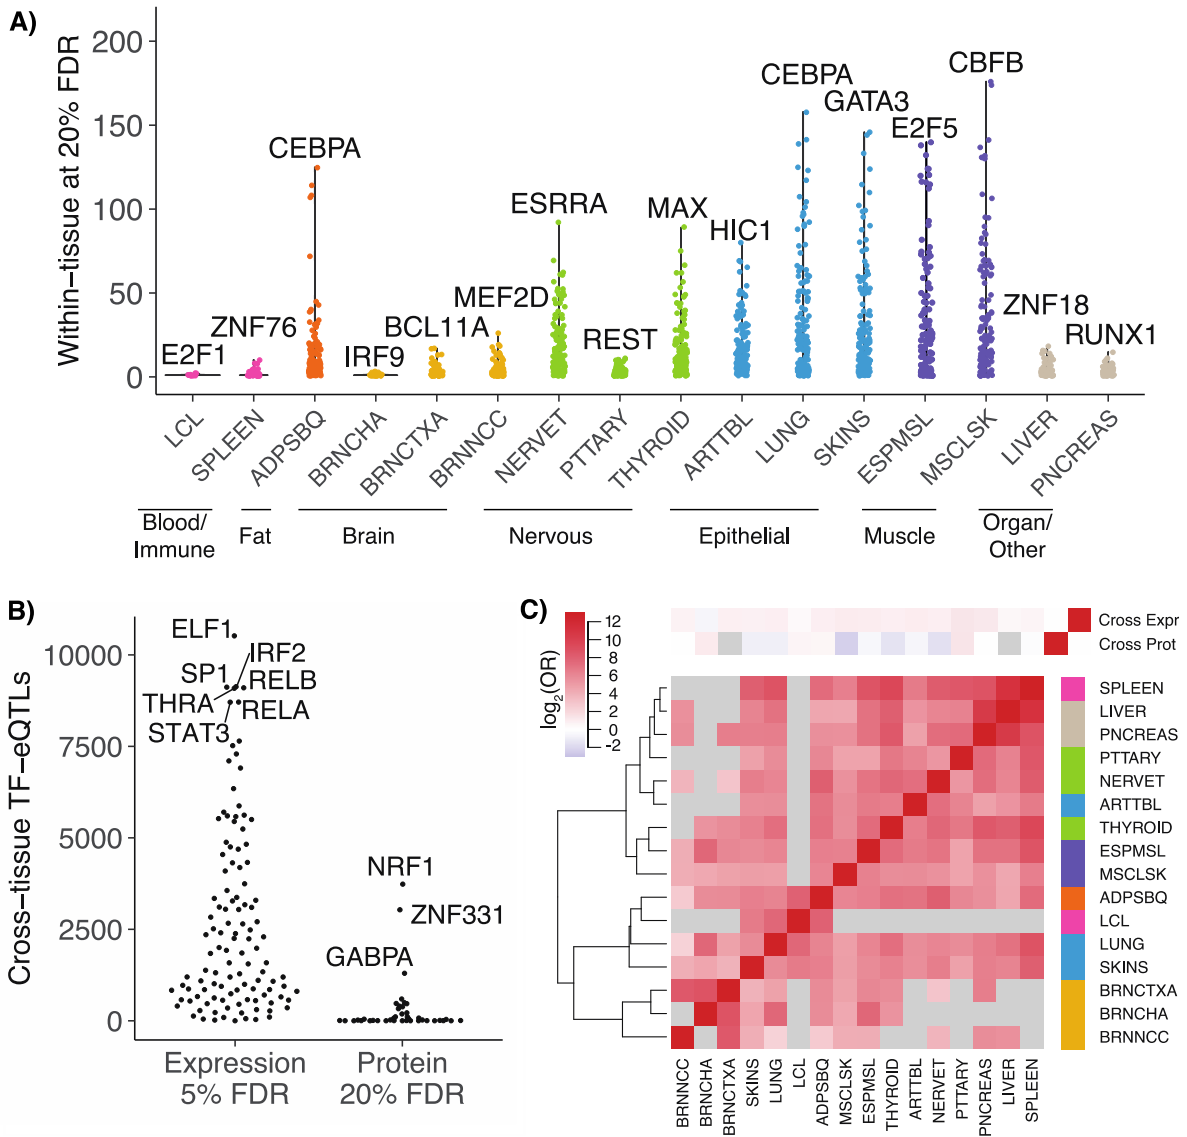 A)
Within-tissue at 20% FDR
200
150
100
50
0
E2F1
ZNF76
CEBPA
IRF9
BCL11A
MEF2D
ESRRA
REST
MAX
HIC1
CEBPA
GATA3
E2F5
CBFB
ZNF18
RUNX1
LCL
SPLEEN
ADPSBQ
BRNCHA
BRNCTXA
BRNNCC
NERVET
PTTARY
THYROID
ARTTBL
LUNG
SKINS
ESPMSL
MSCLSK
LIVER
PNCREAS
Blood/
Immune
Fat
Brain
Nervous
Epithelial
Muscle
Organ/
Other
B)
Cross-tissue TF-eQTLs
10000
7500
5000
2500
0
ELF1
IRF2
SP1
RELB
THRA
RELA
STAT3
NRF1
ZNF331
GABPA
Expression
5% FDR
Protein
20% FDR
C)
log2(OR)
12
10
8
6
4
2
0
-2
Cross Expr
Cross Prot
SPLEEN
LIVER
PNCREAS
PTTARY
NERVET
ARTTBL
THYROID
ESPMSL
MSCLSK
ADPSBQ
LCL
LUNG
SKINS
BRNCTXA
BRNCHA
BRNNCC
BRNNCC
BRNCHA
BRNCTXA
SKINS
LUNG
LCL
ADPSBQ
MSCLSK
ESPMSL
THYROID
ARTTBL
NERVET
PTTARY
PNCREAS
LIVER
SPLEEN